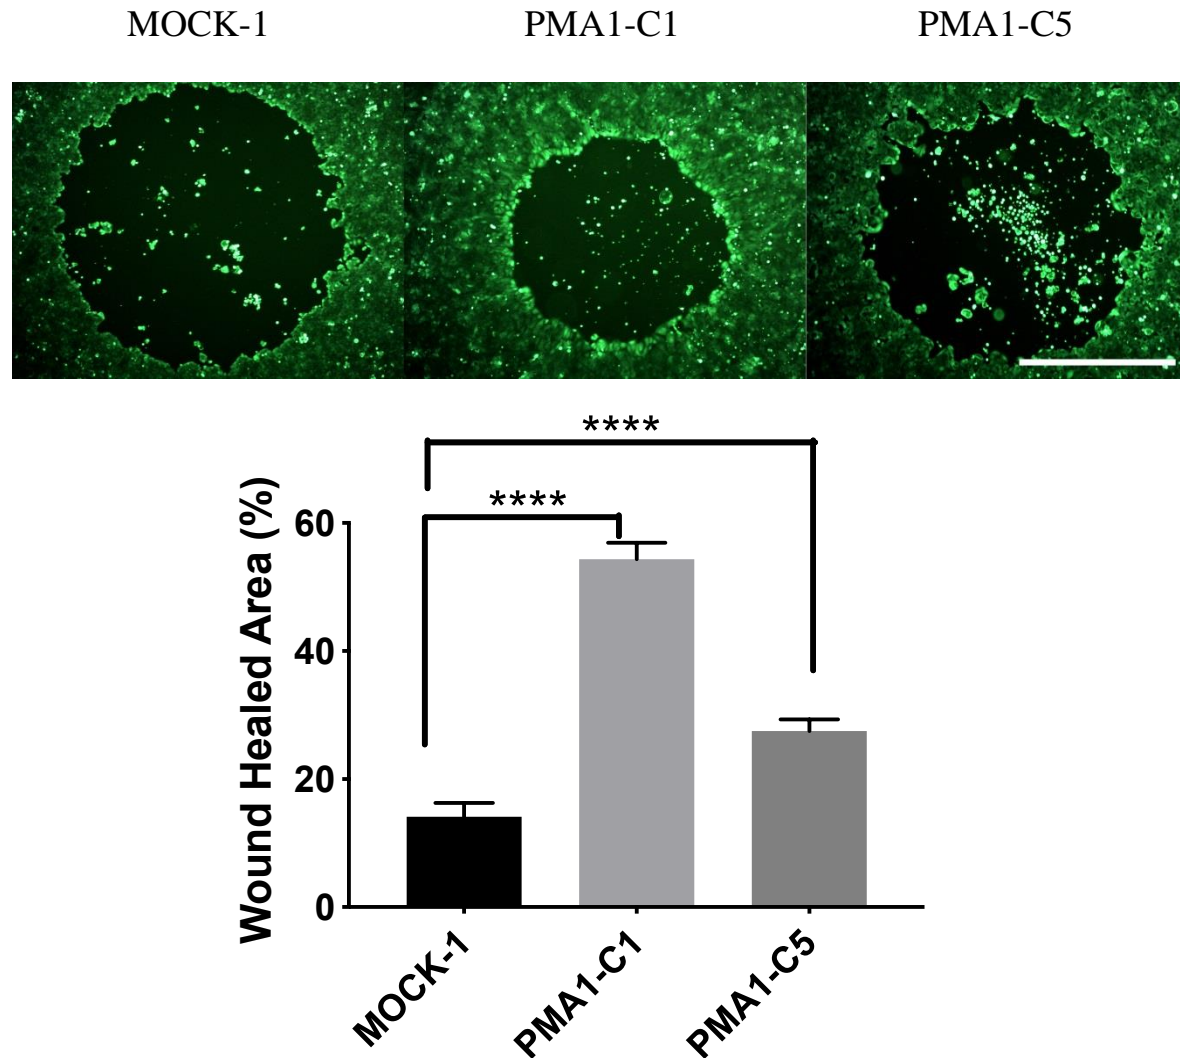 MOCK-1 PMA1-C1 PMA1-C5
****
****
Wound Healed Area (%)
60
40
20
0
MOCK-1
PMA1-C1
PMA1-C5